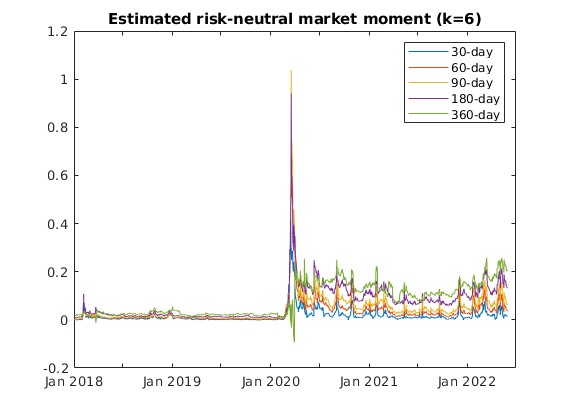 Estimated risk-neutral market moment (k=6)
1.2
1
0.8
0.6
0.4
0.2
0
-0.2
30-day
60-day
90-day
180-day
360-day
Jan 2018
Jan 2019
Jan 2020
Jan 2021
Jan 2022